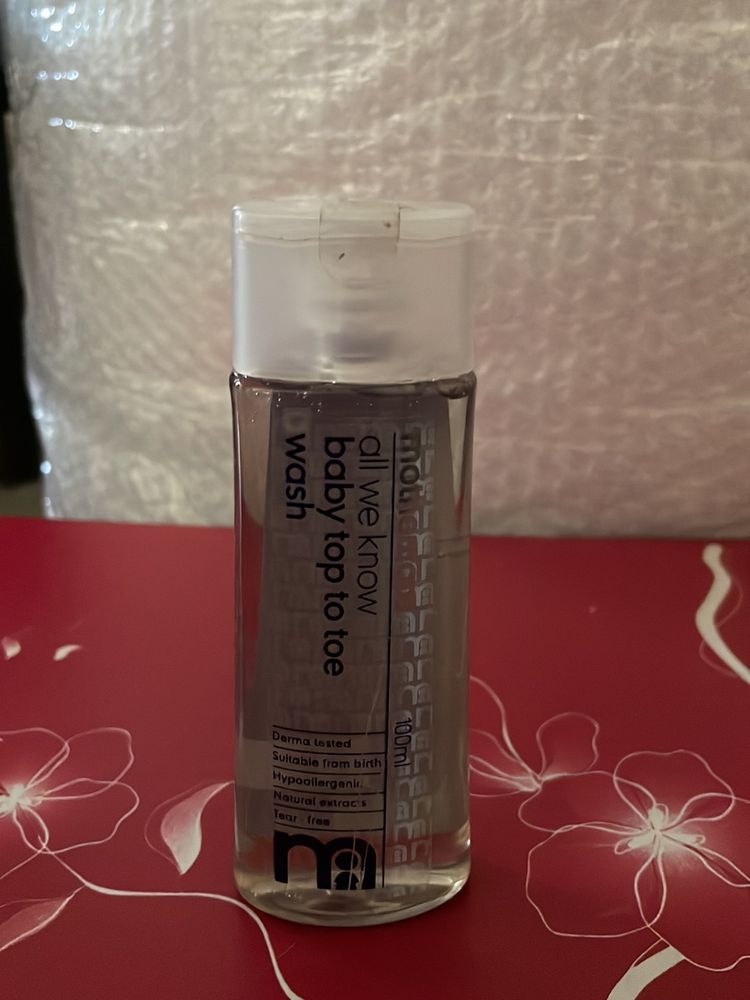 all we know
baby top to toe
wash
100ml
Derma tested
Suitable from birth
Hypoallergenic
Natural extracts
Tear - free
m